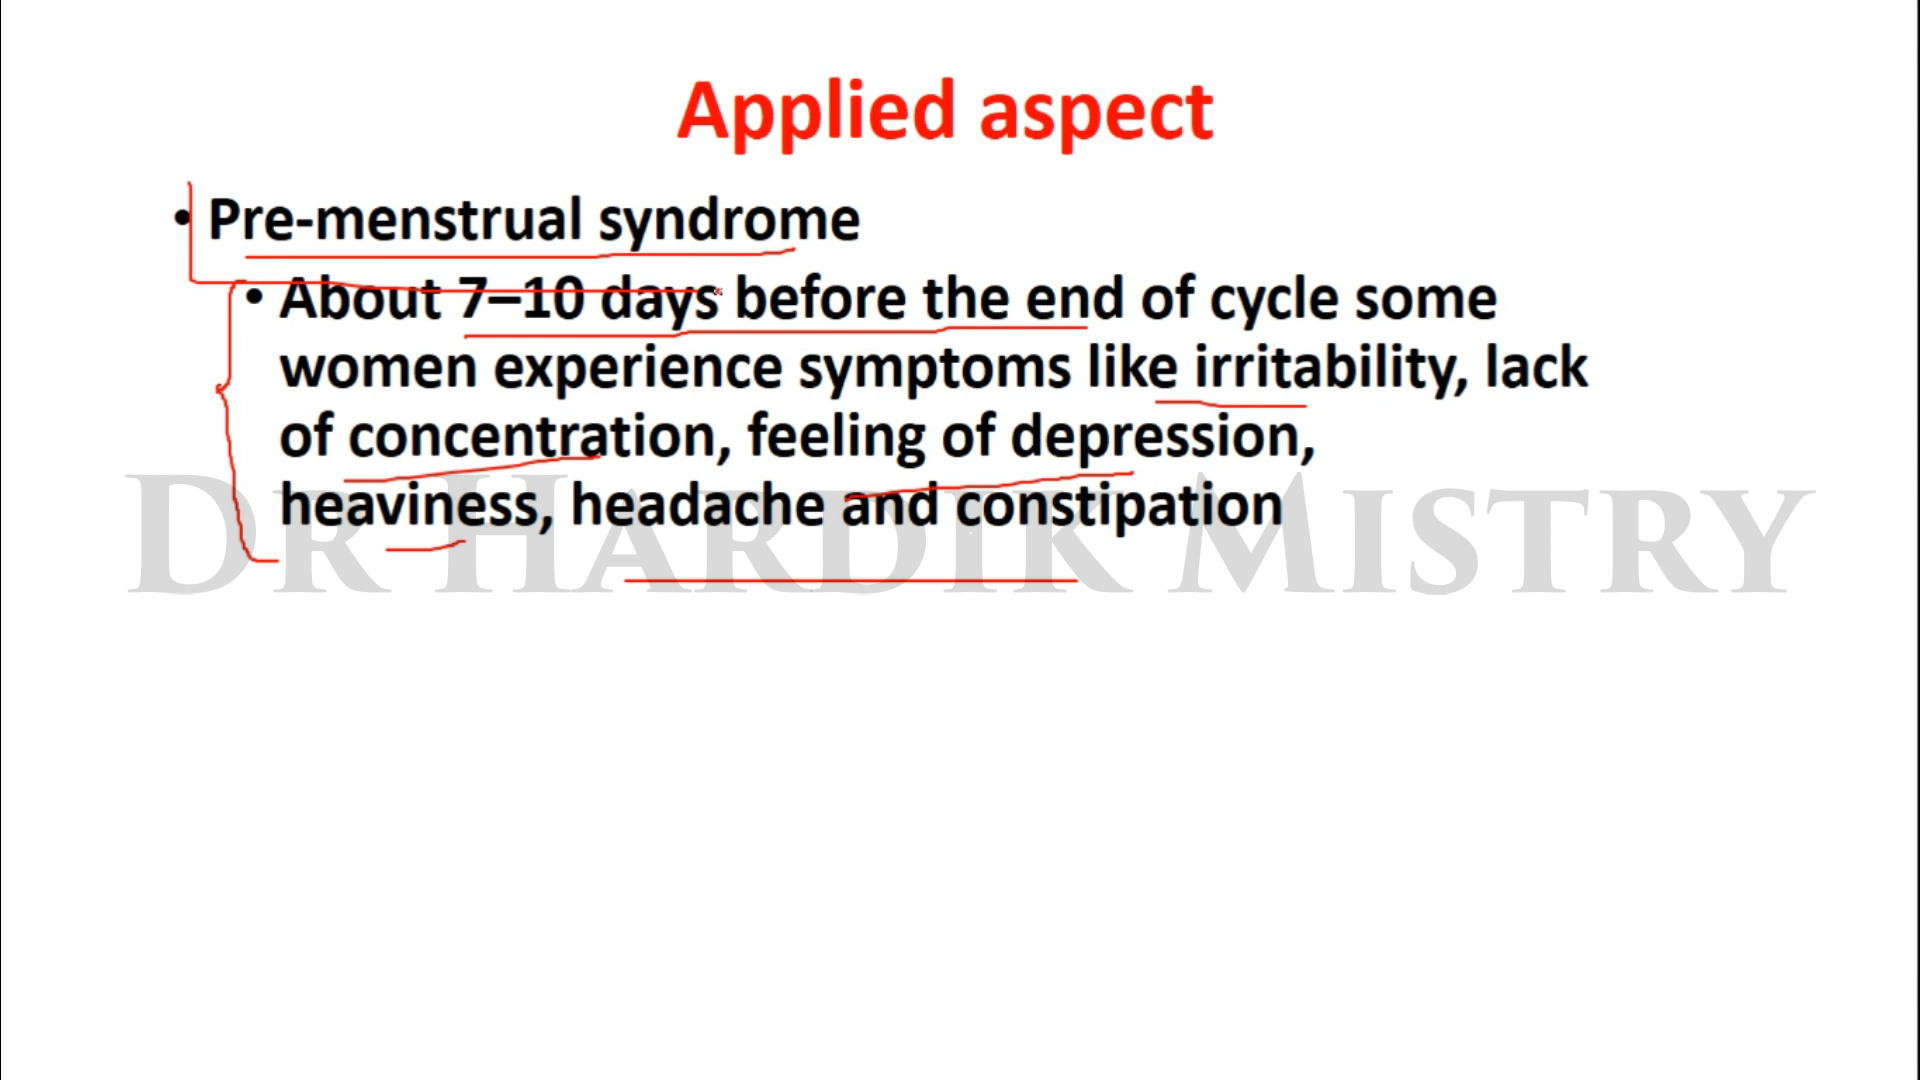 Applied aspect
• Pre-menstrual syndrome
• About 7–10 days before the end of cycle some
women experience symptoms like irritability, lack
of concentration, feeling of depression,
heaviness, headache and constipation
DR HARDIK MISTRY